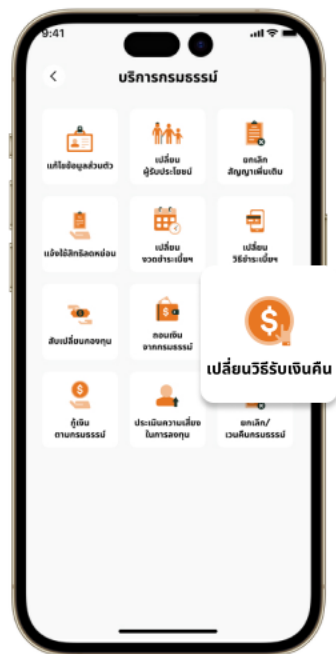 9:41
บริการกรมธรรม์
แก้ไขข้อมูลส่วนตัว
เปลี่ยน
ผู้รับประโยชน์
ยกเลิก
สัญญาเพิ่มเติม
แจ้งใช้สิทธิลดหย่อน
เปลี่ยน
งวดชำระเบี้ยฯ
เปลี่ยน
วิธีชำระเบี้ยฯ
สับเปลี่ยนกองทุน
ถอนเงิน
จากกรมธรรม์
เปลี่ยนวิธีรับเงินคืน
กู้เงิน
ตามกรมธรรม์
ประเมินความเสี่ยง
ในการลงทุน
ยกเลิก/
เวนคืนกรมธรรม์